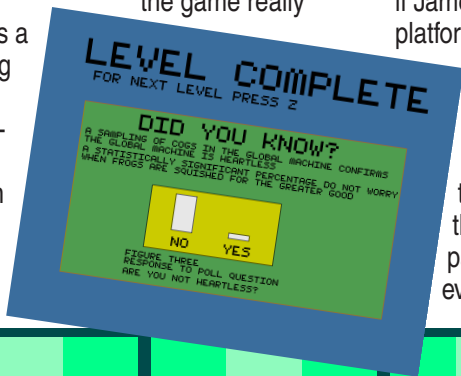 the game really
if Jame
s a
platfor
g
-
n
LEVEL COMPLETE
FOR NEXT LEVEL PRESS Z
DID YOU KNOW?
A SAMPLING OF COGS IN THE GLOBAL MACHINE CONFIRMS
THE GLOBAL MACHINE IS HEARTLESS
A STATISTICALLY SIGNIFICANT PERCENTAGE DO NOT WORRY
WHEN FROGS ARE SQUISHED FOR THE GREATER GOOD
NO YES
FIGURE THREE
RESPONSE TO POLL QUESTION
ARE YOU NOT HEARTLESS?
t
th
p
ev